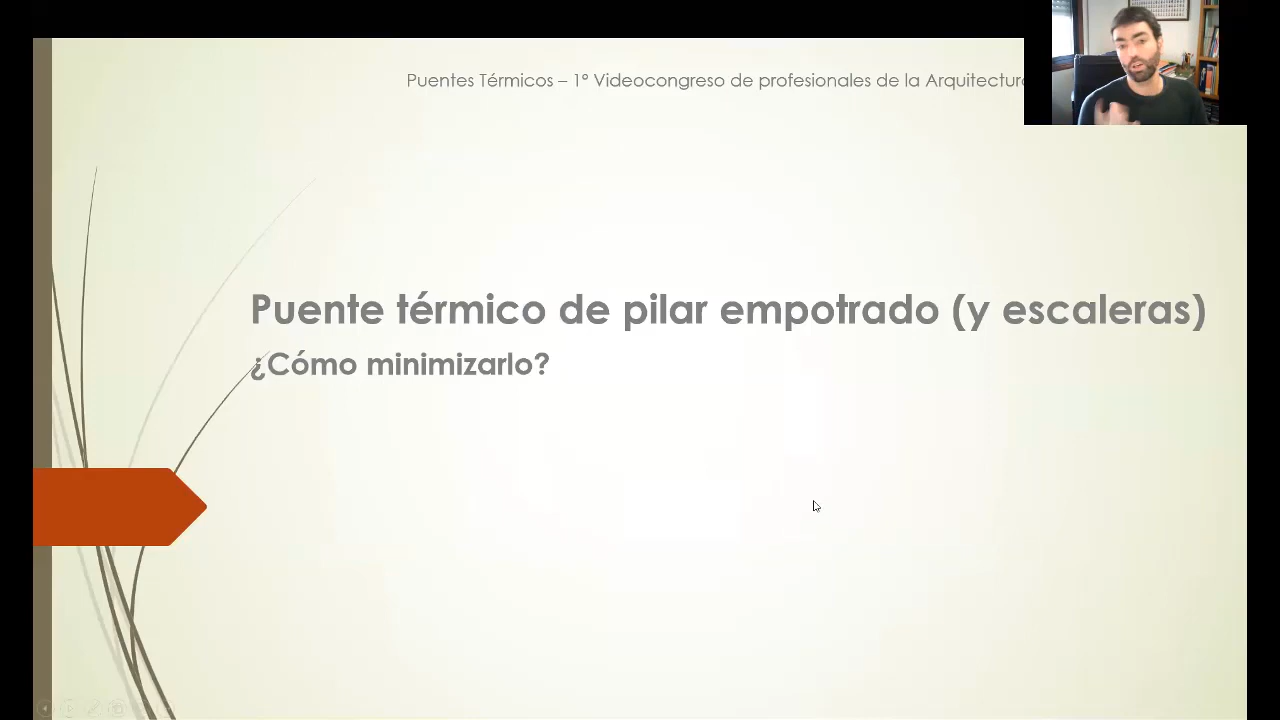 Puentes Térmicos – 1º Videocongreso de profesionales de la Arquitectura
Puente térmico de pilar empotrado (y escaleras)
¿Cómo minimizarlo?